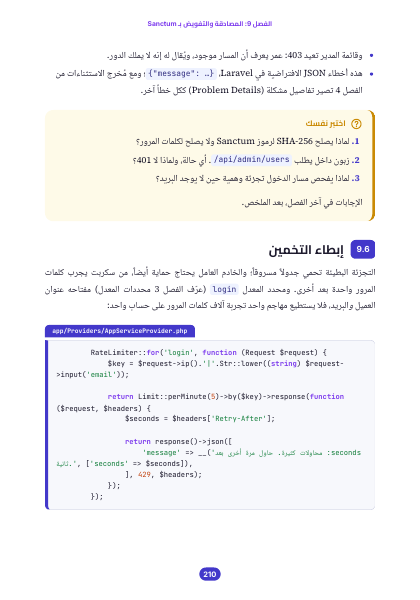 الفصل 9: المصادقة والتفويض بـ Sanctum
• وقائمة المدير تعيد 403: عمر يعرف أن المسار موجود، ويُقال له إنه لا يملك الدور.
• هذه أخطاء JSON الافتراضية في Laravel، {"message": …}؛ ومع مُخرج الاستثناءات من
الفصل 4 تصير تفاصيل مشكلة (Problem Details) ككل خطأ آخر.
اختبر نفسك
1. لماذا يصلح SHA-256 لرموز Sanctum ولا يصلح لكلمات المرور؟
2. زبون داخل يطلب /api/admin/users. أي حالة، ولماذا لا 401؟
3. لماذا يفحص مسار الدخول تجزئة وهمية حين لا يوجد البريد؟
الإجابات في آخر الفصل، بعد الملخص.
9.6 إبطاء التخمين
التجزئة البطيئة تحمي جدولاً مسروقاً؛ والخادم العامل يحتاج حماية أيضاً، من سكربت يجرب كلمات
المرور واحدة بعد أخرى. ومحدد المعدل login (عرّف الفصل 3 محددات المعدل) مفتاحه عنوان
العميل والبريد، فلا يستطيع مهاجم واحد تجربة آلاف كلمات المرور على حساب واحد:
app/Providers/AppServiceProvider.php
RateLimiter::for('login', function (Request $request) {
$key = $request->ip().'|'.Str::lower((string) $request-
>input('email'));
return Limit::perMinute(5)->by($key)->response(function
($request, $headers) {
$seconds = $headers['Retry-After'];
return response()->json([
'message' => __('محاولات كثيرة. حاول مرة أخرى بعد :seconds
ثانية.', ['seconds' => $seconds]),
], 429, $headers);
});
});
210